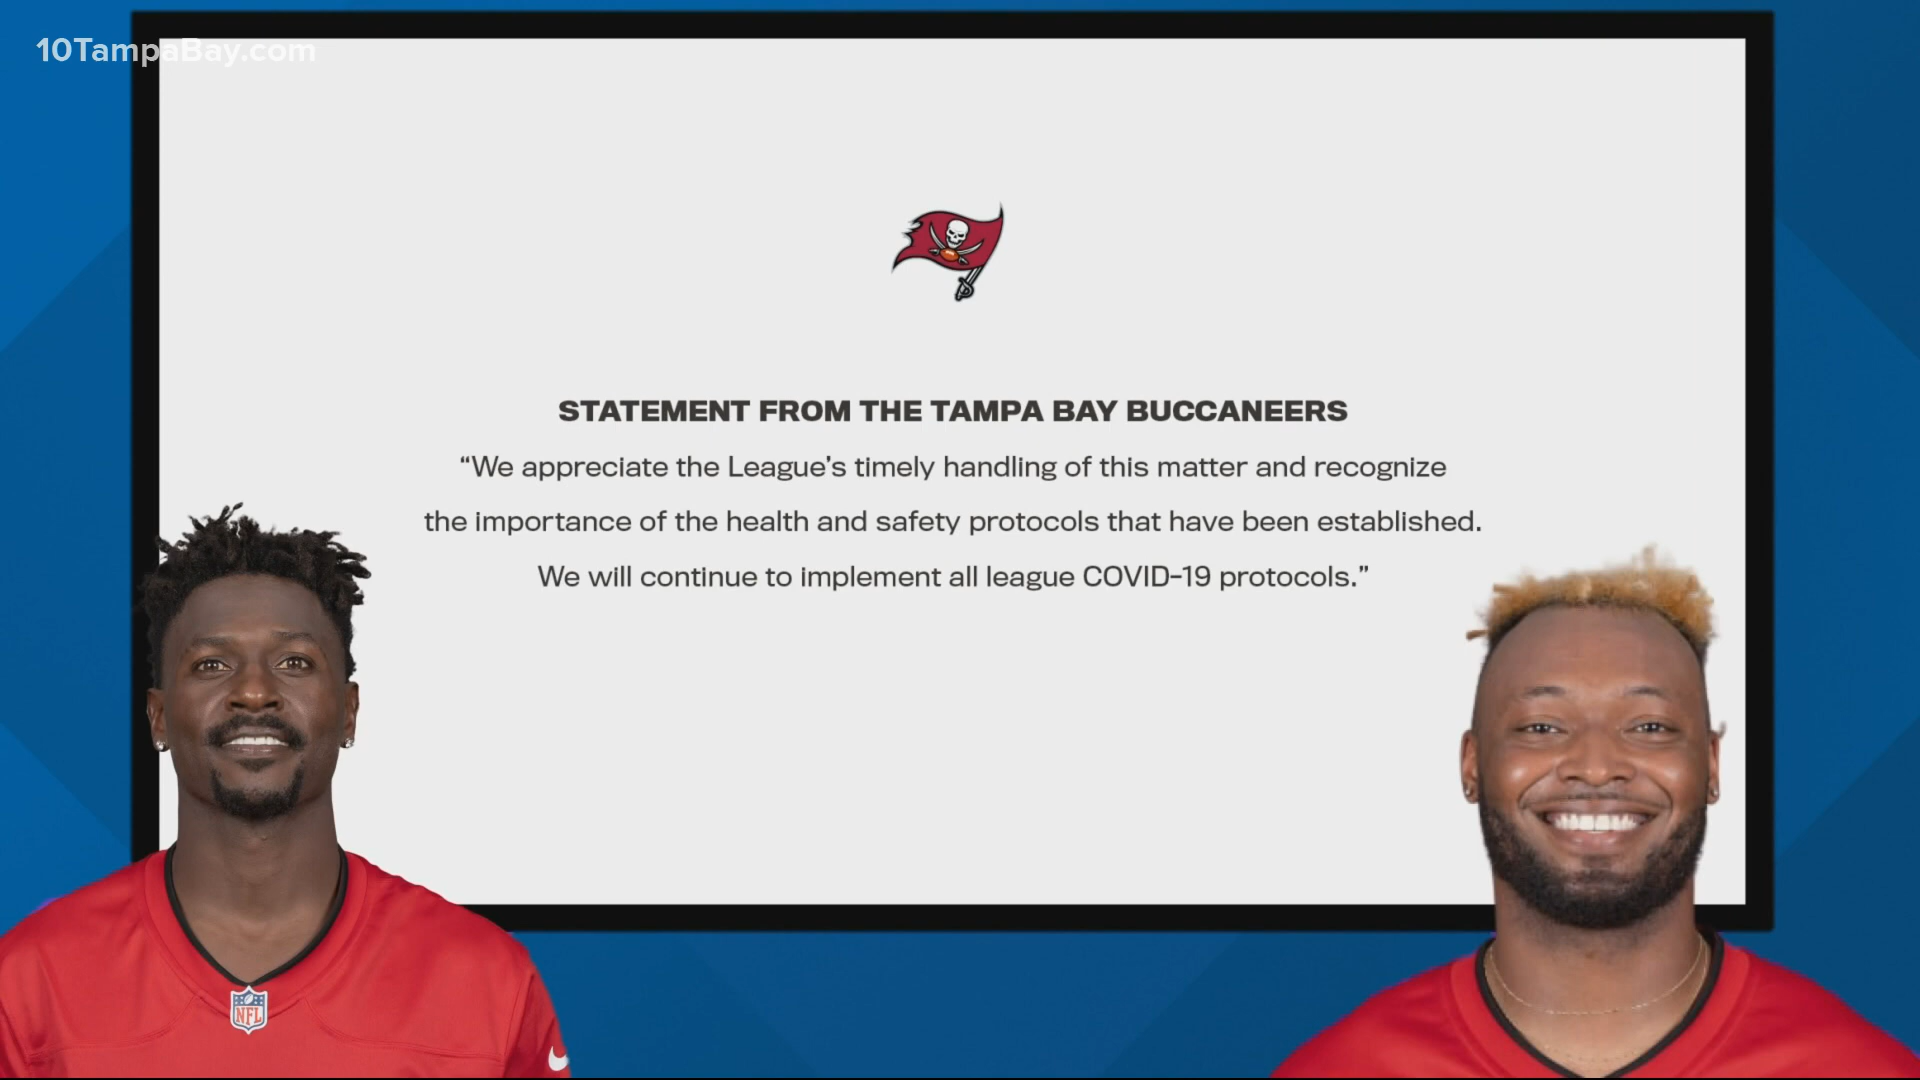 10TampaBay.com
STATEMENT FROM THE TAMPA BAY BUCCANEERS
“We appreciate the League’s timely handling of this matter and recognize
the importance of the health and safety protocols that have been established.
We will continue to implement all league COVID-19 protocols.”
NFL